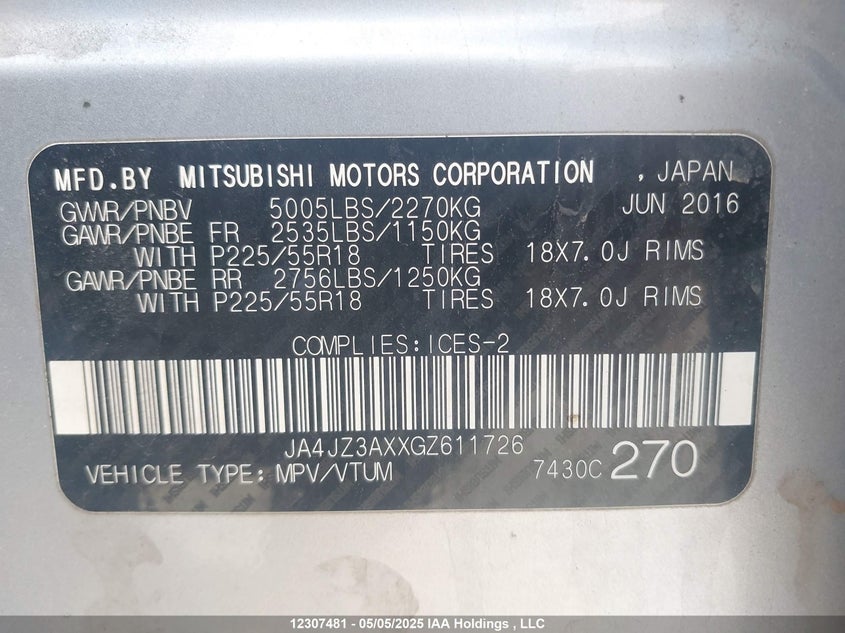 MFD.BY MITSUBISHI MOTORS CORPORATION , JAPAN
GVWR/PNBV 5005LBS/2270KG JUN 2016
GAWR/PNBE FR 2535LBS/1150KG
WITH P225/55R18 TIRES 18X7.0J RIMS
GAWR/PNBE RR 2756LBS/1250KG
WITH P225/55R18 TIRES 18X7.0J RIMS
COMPLIES:ICES-2
JA4JZ3AXXGZ611726
VEHICLE TYPE:MPV/VTUM 7430C 270
12307481 - 05/05/2025 IAA Holdings , LLC